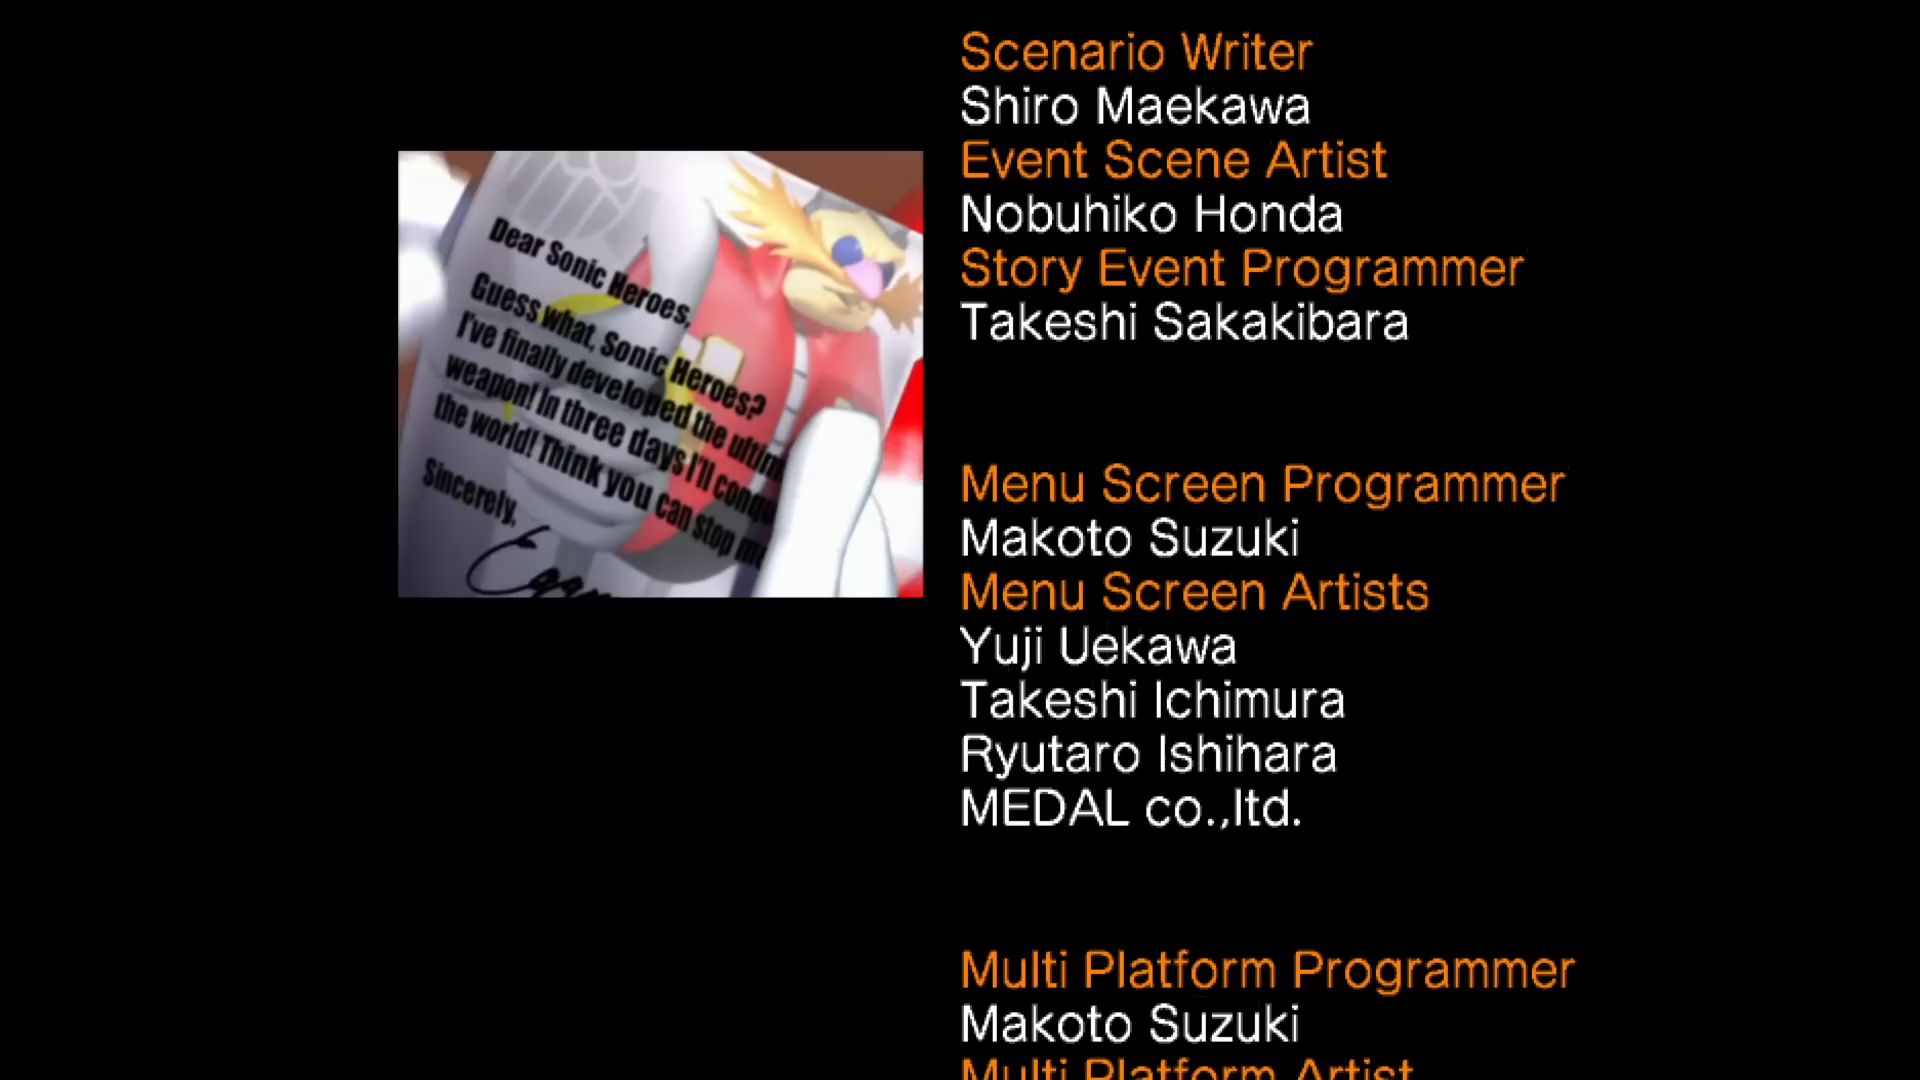 Dear Sonic Heroes,
Guess what, Sonic Heroes?
I've finally developed the
weapon! In three days I'll
the world! Think you can stop
Sincerely,
Scenario Writer
Shiro Maekawa
Event Scene Artist
Nobuhiko Honda
Story Event Programmer
Takeshi Sakakibara
Menu Screen Programmer
Makoto Suzuki
Menu Screen Artists
Yuji Uekawa
Takeshi Ichimura
Ryutaro Ishihara
MEDAL co.,ltd.
Multi Platform Programmer
Makoto Suzuki
Multi Platform Artist